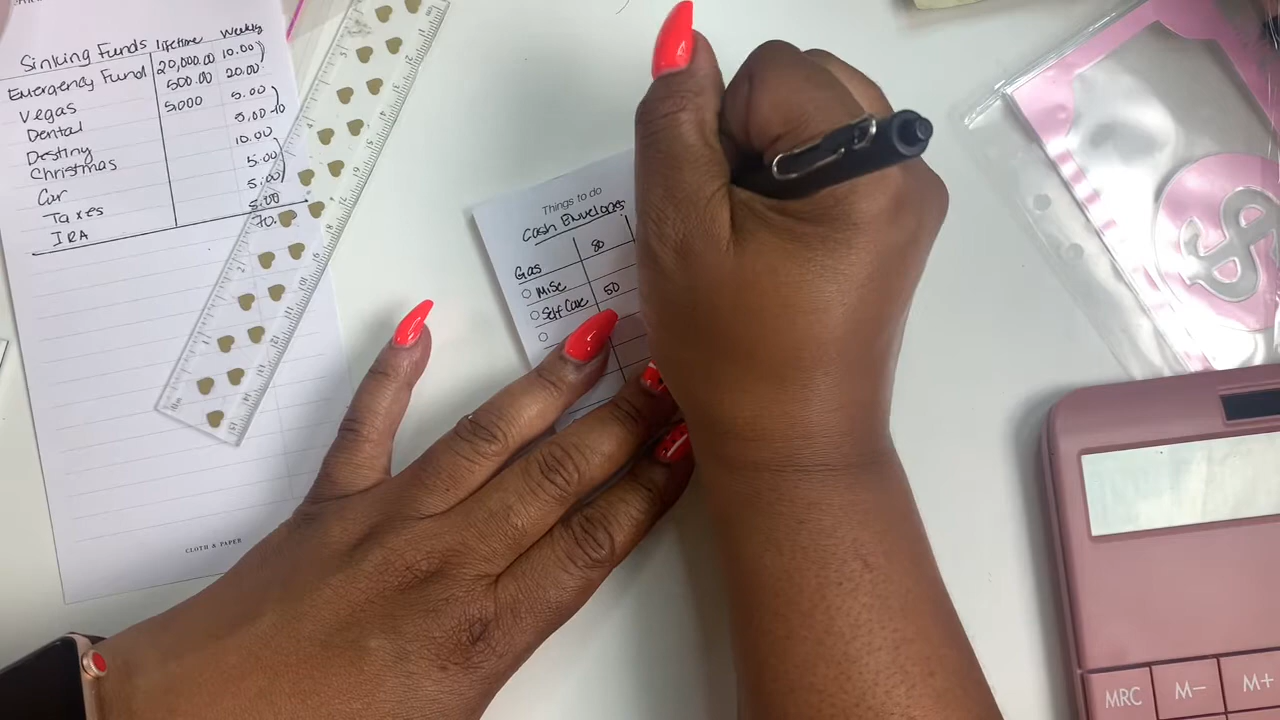 Sinking Funds lifetime Weekly
Emergency Fund 20,000.00 10.00
Vegas 500.00 20.00
Dental 5000 5.00
Destiny 5.00 10
Christmas 10.00
Car 5.00
Taxes 5.00
IRA 5.00
70.
CLOTH & PAPER
Things to do
Cash Envelopes
Gas 80
Misc
Self Care 50
MRC M- M+